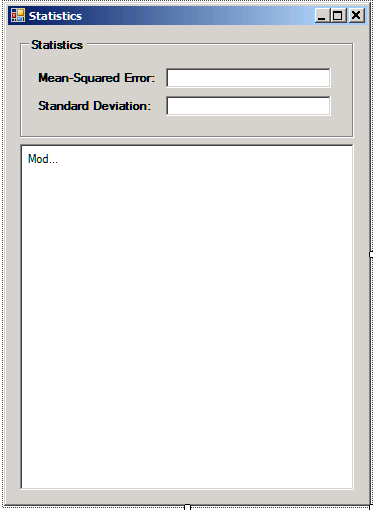 Statistics
Statistics
Mean-Squared Error:
Standard Deviation:
Mod...